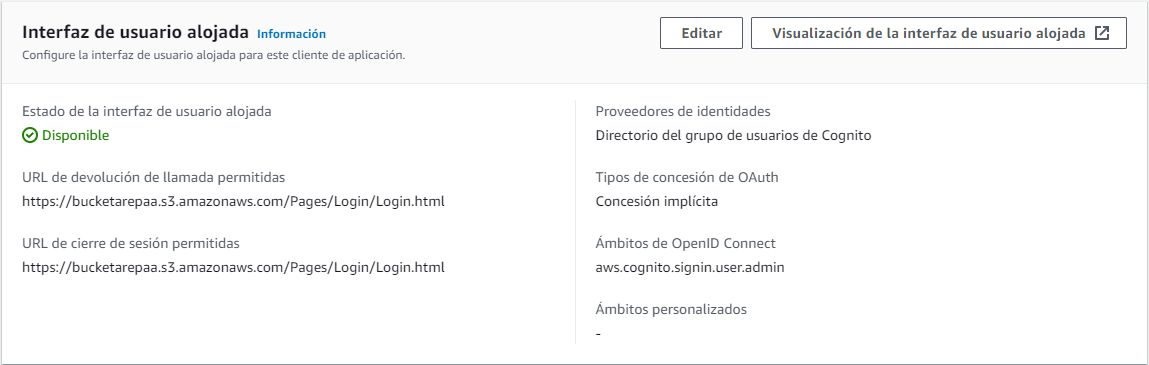 Interfaz de usuario alojada Información
Configure la interfaz de usuario alojada para este cliente de aplicación.
Editar
Visualización de la interfaz de usuario alojada
Estado de la interfaz de usuario alojada
Disponible
URL de devolución de llamada permitidas
https://bucketarepaa.s3.amazonaws.com/Pages/Login/Login.html
URL de cierre de sesión permitidas
https://bucketarepaa.s3.amazonaws.com/Pages/Login/Login.html
Proveedores de identidades
Directorio del grupo de usuarios de Cognito
Tipos de concesión de OAuth
Concesión implícita
Ámbitos de OpenID Connect
aws.cognito.signin.user.admin
Ámbitos personalizados
-